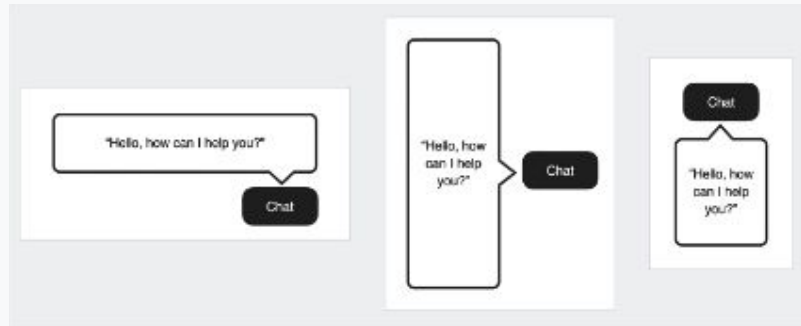 "Hello, how can I help you?"
Chat
"Hello, how
can I help
you?"
Chat
Chat
"Hello, how
can I help
you?"